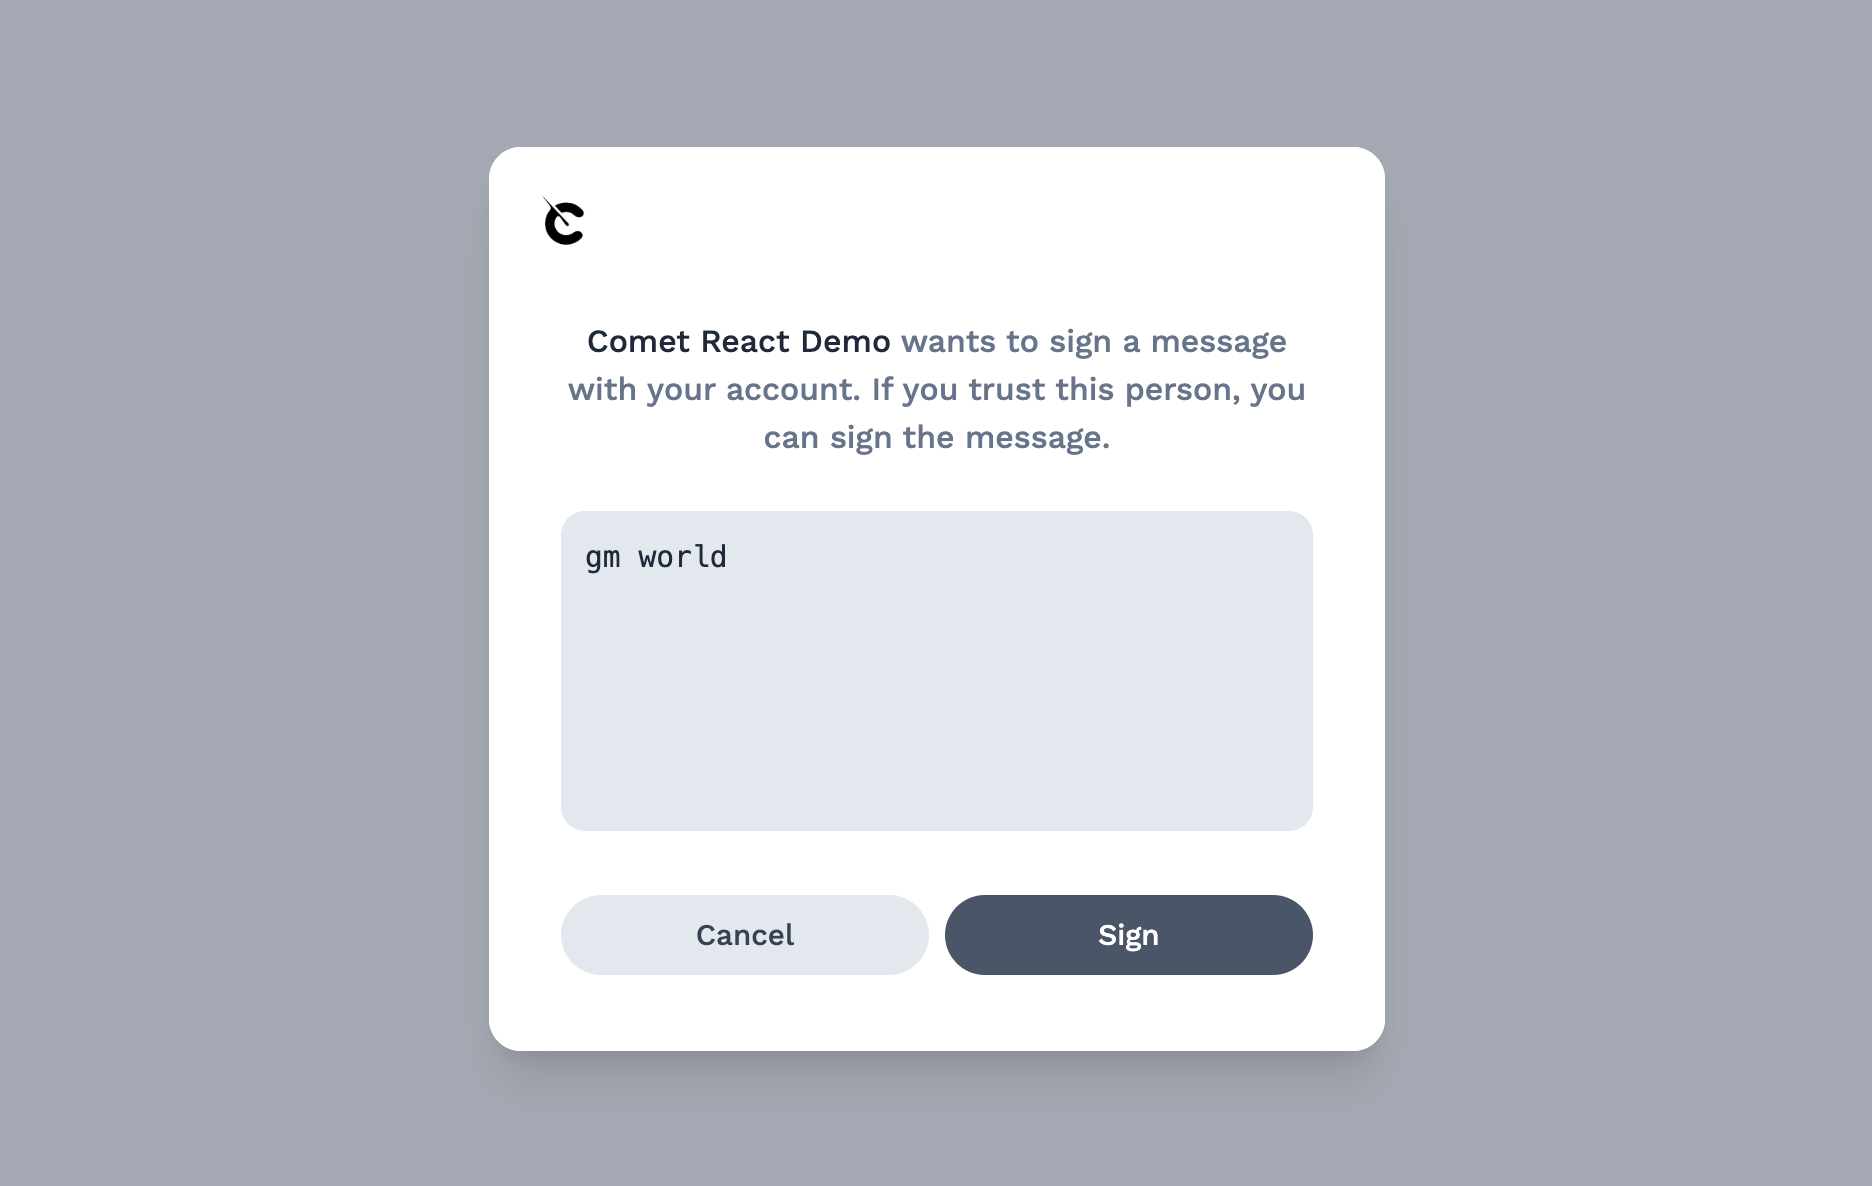 Comet React Demo wants to sign a message
with your account. If you trust this person, you
can sign the message.
gm world
Cancel
Sign